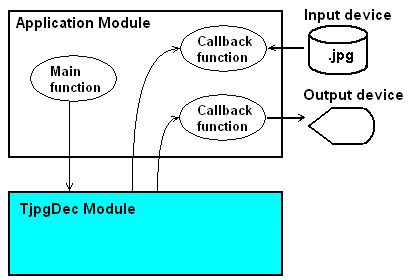 Application Module
Input device
Callback
function
.jpg
Main
function
Output device
Callback
function
TjpgDec Module